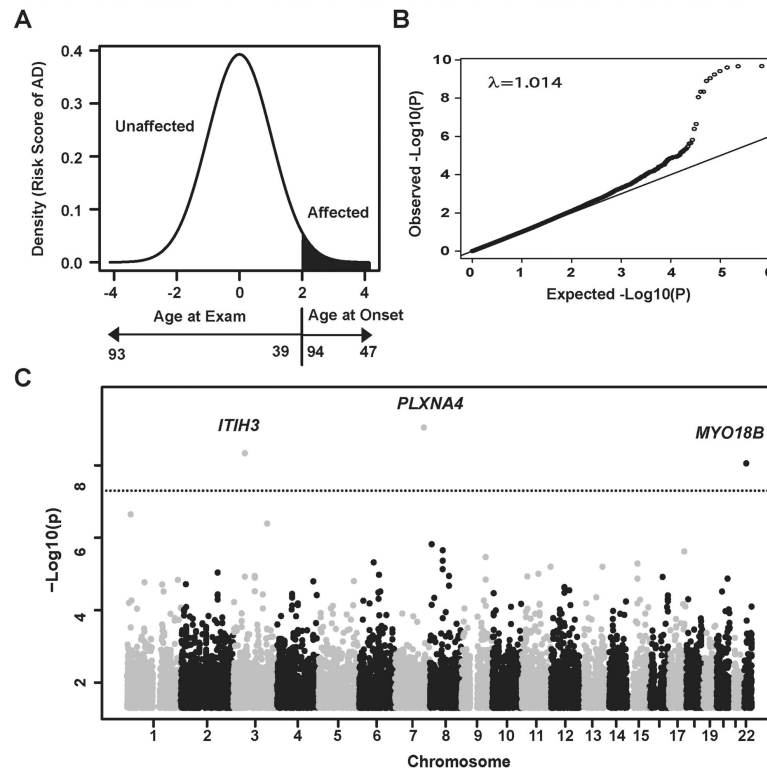 A
Density (Risk Score of AD)
0.4
0.3
0.2
0.1
0.0
Unaffected
Affected
-4 -2 0 2 4
Age at Exam Age at Onset
93 39 94 47
B
Observed -Log10(P)
10
8
6
4
2
0
λ=1.014
0 1 2 3 4 5 6
Expected -Log10(P)
C
−Log10(p)
8
6
4
2
ITIH3
PLXNA4
MYO18B
1 2 3 4 5 6 7 8 9 10 11 12 13 14 15 16 17 19 22
Chromosome